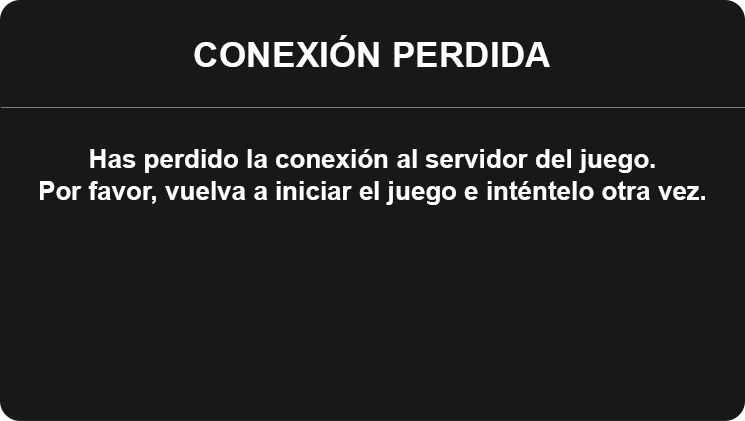 CONEXIÓN PERDIDA
Has perdido la conexión al servidor del juego.
Por favor, vuelva a iniciar el juego e inténtelo otra vez.